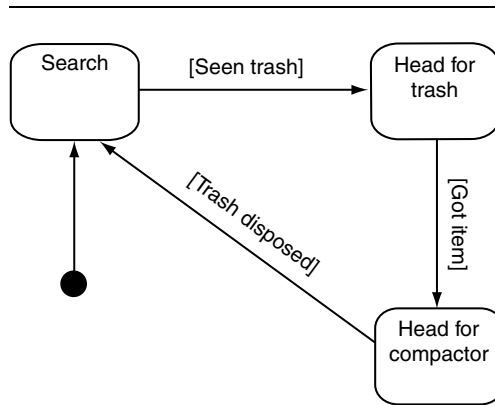 Search
[Seen trash]
Head for
trash
[Got item]
[Trash disposed]
Head for
compactor